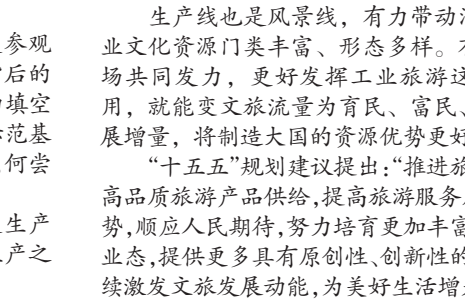 参观
后的
填空
范基
何尝
生产
产之
生产线也是风景线，有力带动
业文化资源门类丰富、形态多样。
场共同发力，更好发挥工业旅游这
用，就能变文旅流量为育民、富民、
展增量，将制造大国的资源优势更好
“十五五”规划建议提出：“推进旅
高品质旅游产品供给，提高旅游服务
势，顺应人民期待，努力培育更加丰富
业态，提供更多具有原创性、创新性的
续激发文旅发展动能，为美好生活增